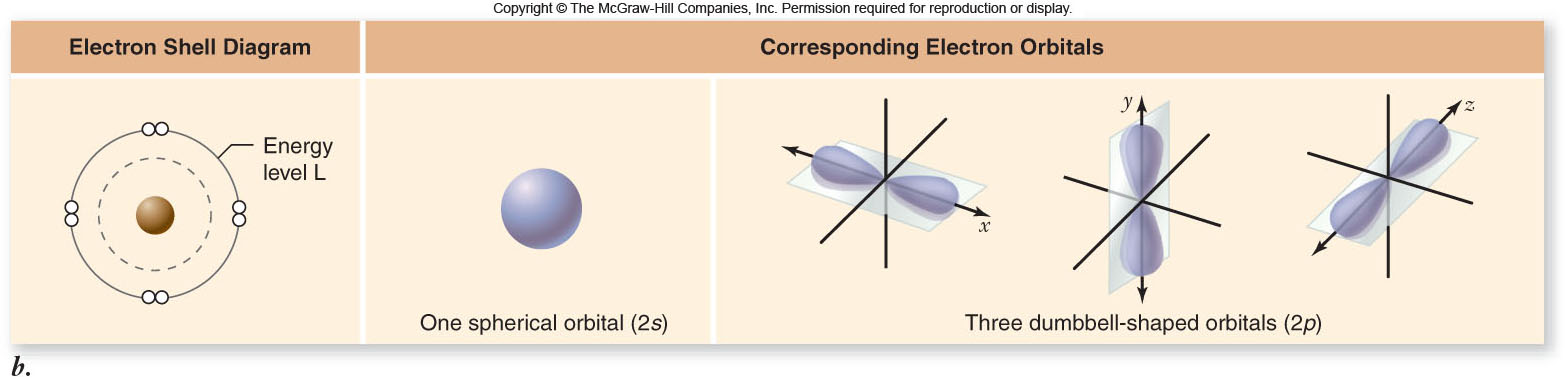 Copyright © The McGraw-Hill Companies, Inc. Permission required for reproduction or display.
Electron Shell Diagram
Corresponding Electron Orbitals
Energy
level L
x
y
z
One spherical orbital (2s)
Three dumbbell-shaped orbitals (2p)
b.